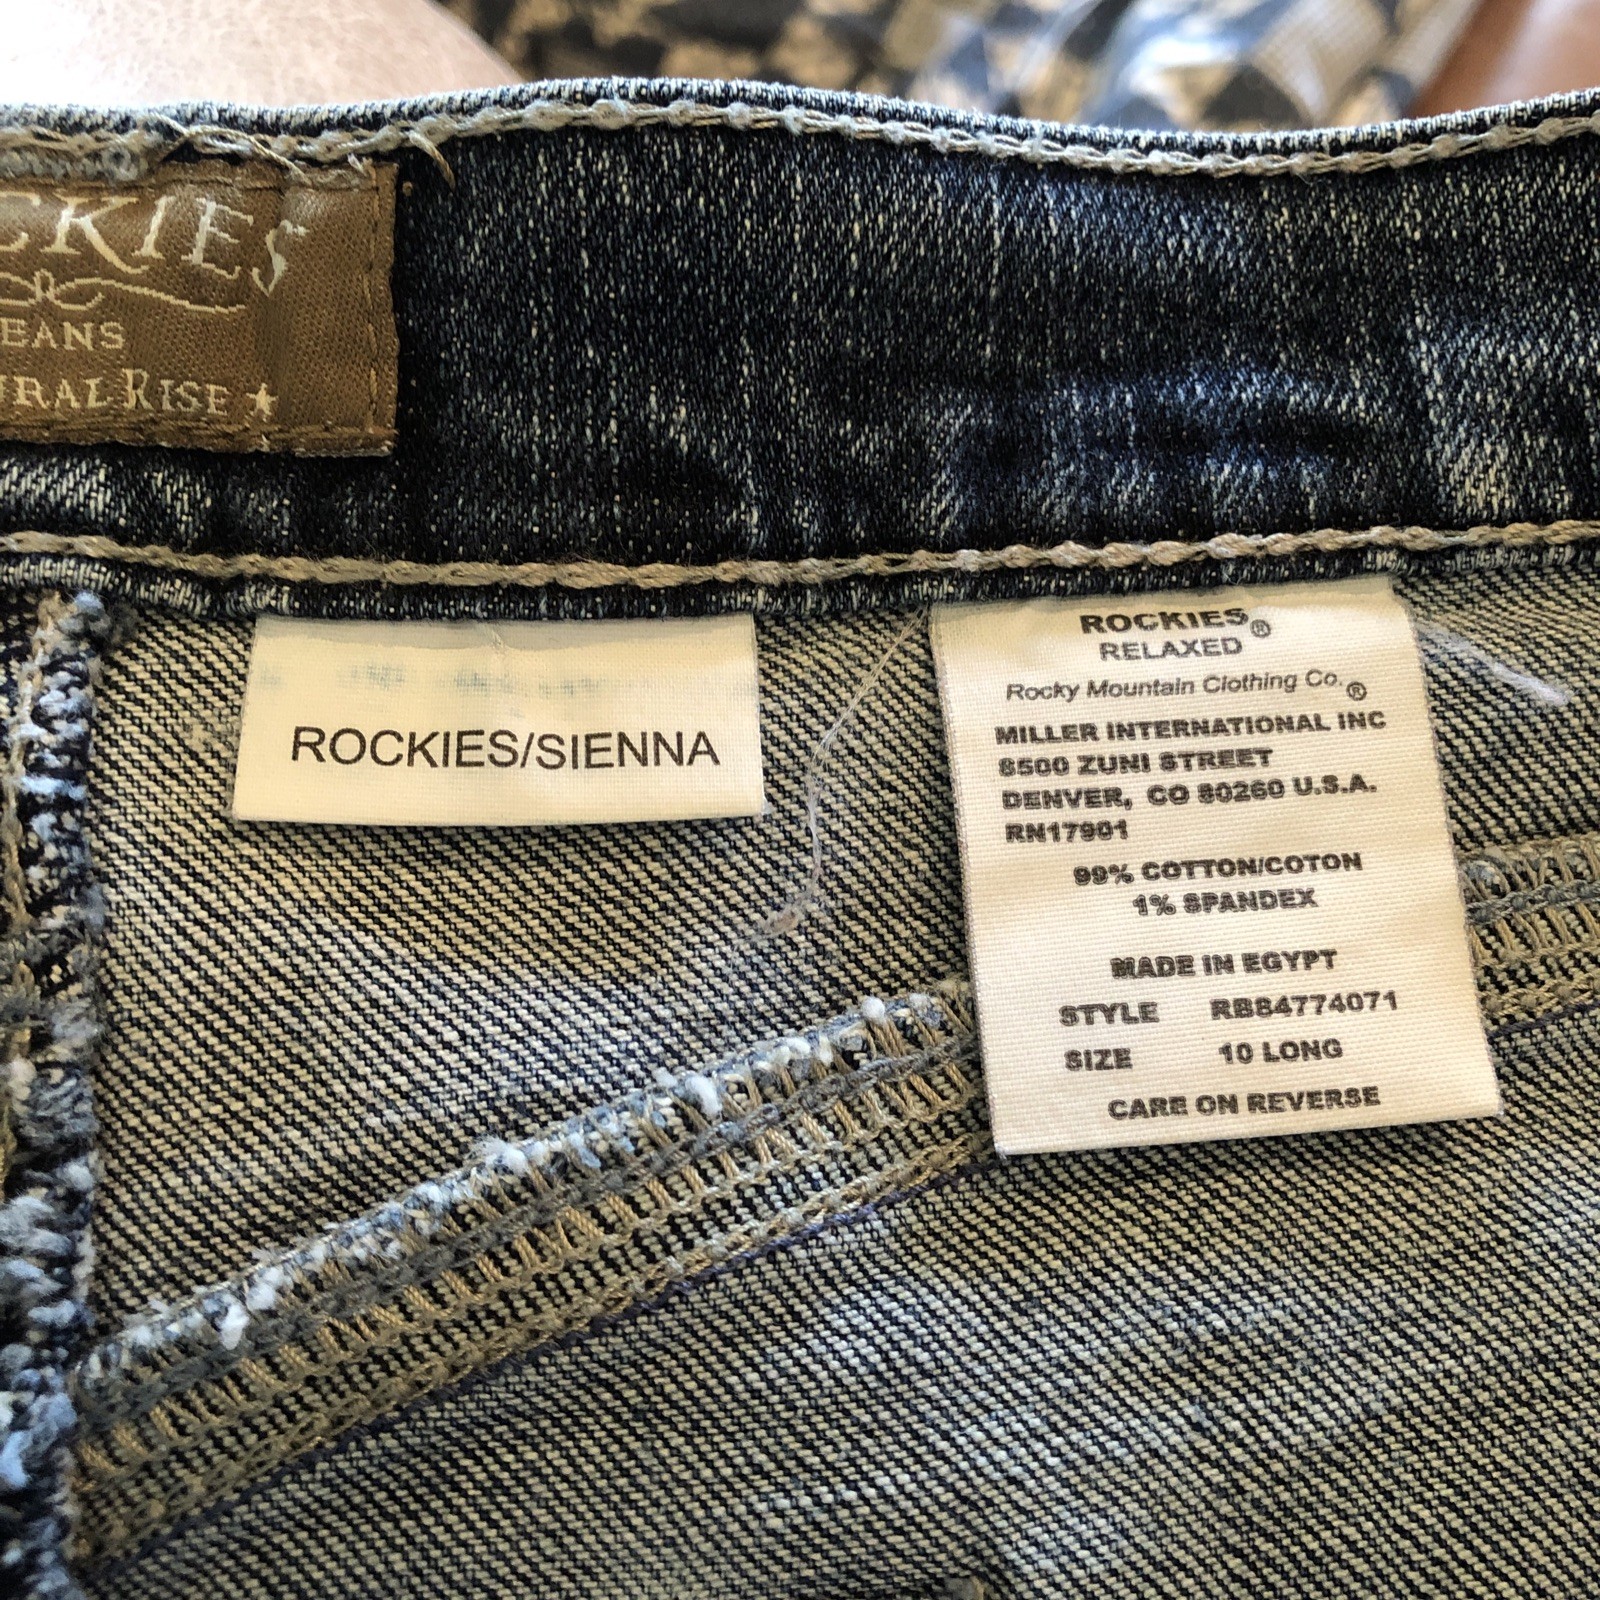 CKIES
EANS
URAL RISE
ROCKIES/SIENNA
ROCKIES®
RELAXED
Rocky Mountain Clothing Co.®
MILLER INTERNATIONAL INC
8500 ZUNI STREET
DENVER, CO 80260 U.S.A.
RN17901
99% COTTON/COTON
1% SPANDEX
MADE IN EGYPT
STYLE RB84774071
SIZE 10 LONG
CARE ON REVERSE